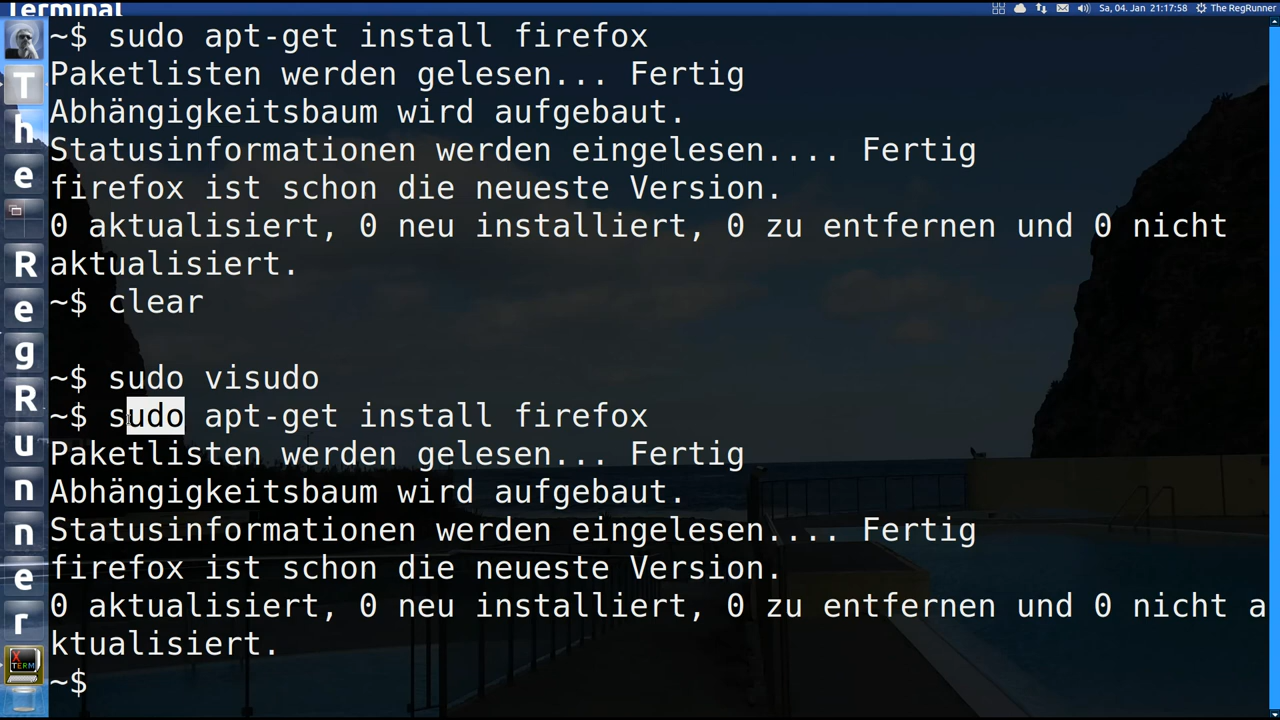 Terminal
Sa, 04. Jan 21:17:58 The RegRunner
~$ sudo apt-get install firefox
Paketlisten werden gelesen... Fertig
Abhängigkeitsbaum wird aufgebaut.
Statusinformationen werden eingelesen.... Fertig
firefox ist schon die neueste Version.
0 aktualisiert, 0 neu installiert, 0 zu entfernen und 0 nicht
aktualisiert.
~$ clear
~$ sudo visudo
~$ sudo apt-get install firefox
Paketlisten werden gelesen... Fertig
Abhängigkeitsbaum wird aufgebaut.
Statusinformationen werden eingelesen.... Fertig
firefox ist schon die neueste Version.
0 aktualisiert, 0 neu installiert, 0 zu entfernen und 0 nicht a
ktualisiert.
~$
T
h
e
R
e
g
R
u
n
n
e
r
X
TERM